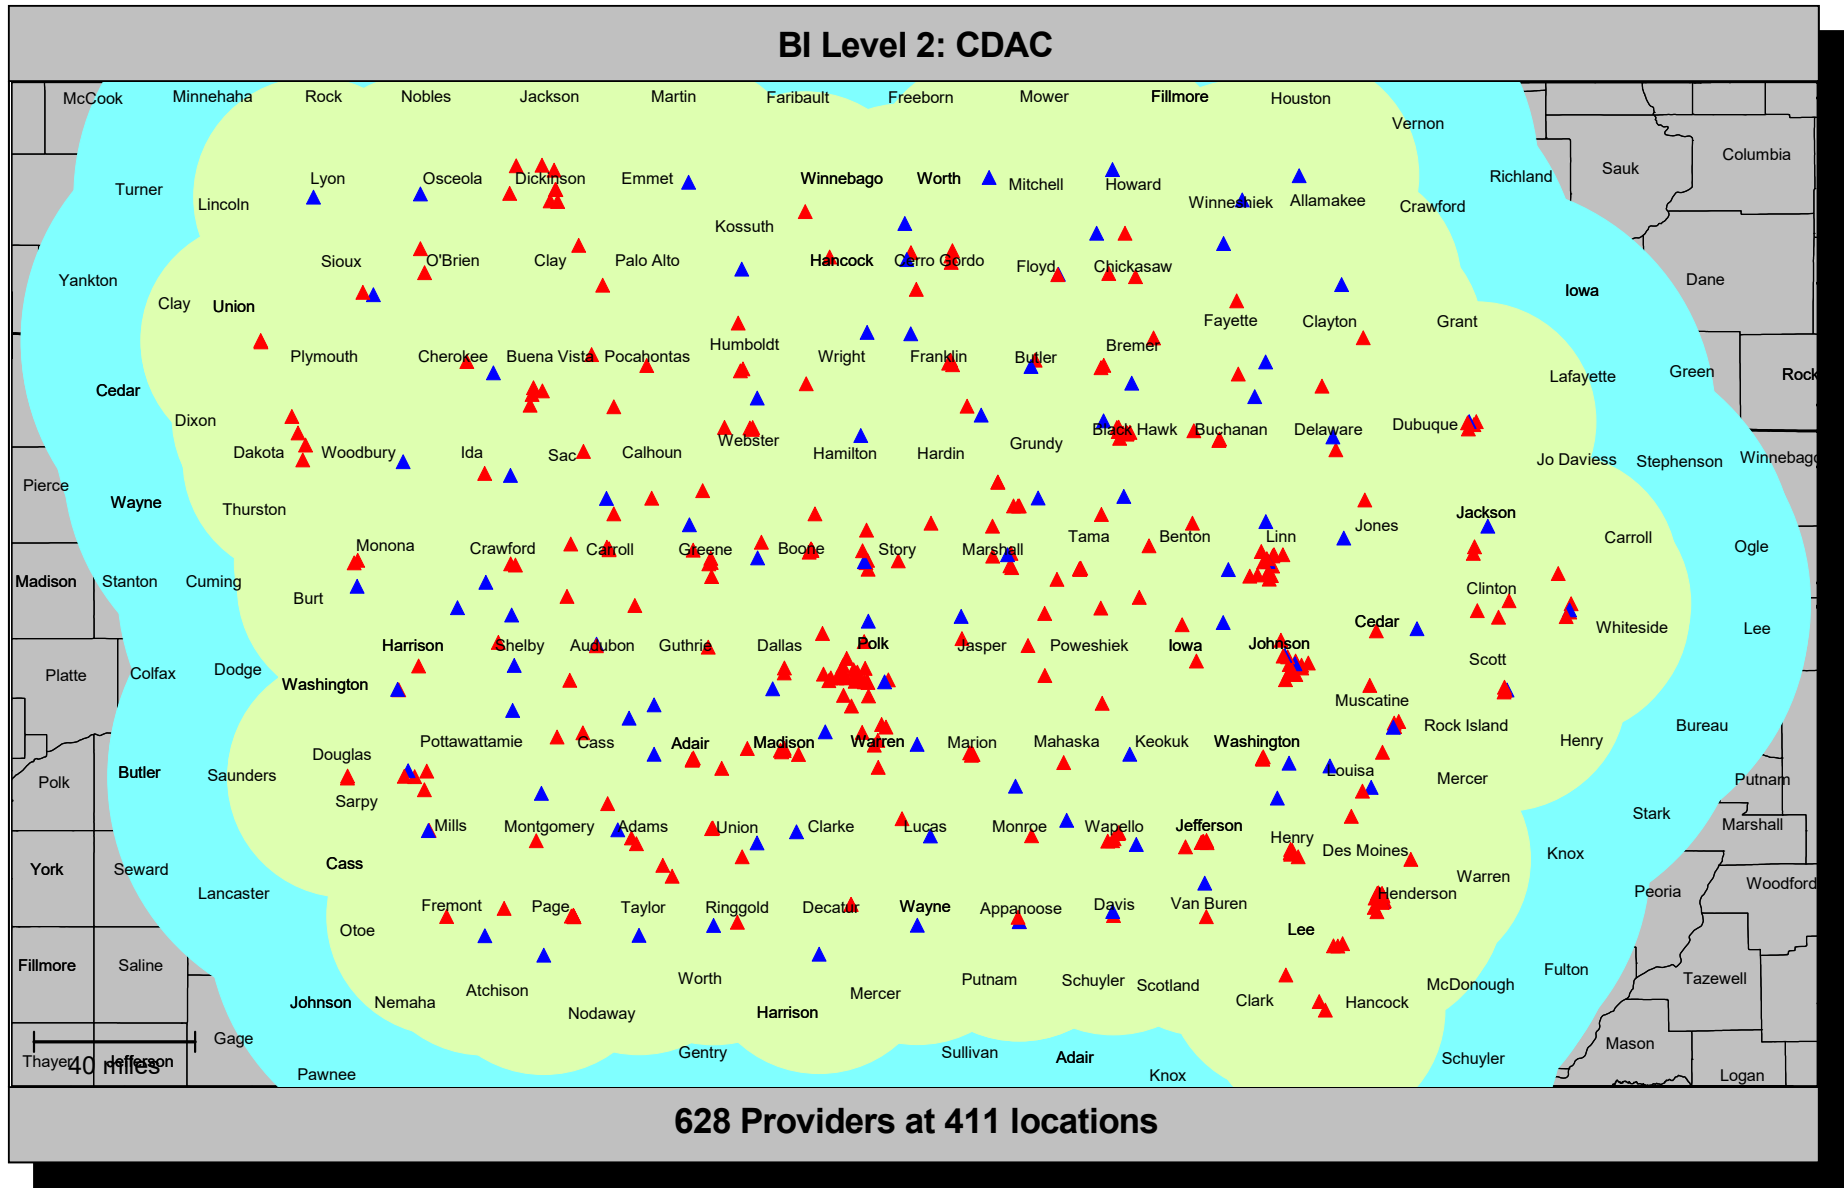 BI Level 2: CDAC
McCook Minnehaha Rock Nobles Jackson Martin Faribault Freeborn Mower Fillmore Houston
Vernon
Columbia
Sauk
Turner Lyon Osceola Dickinson Emmet Winnebago Worth Mitchell Howard Richland
Lincoln Winneshiek Allamakee Crawford
Kossuth
Yankton Sioux O'Brien Clay Palo Alto Hancock Cerro Gordo Floyd Chickasaw Dane
Clay Union Iowa
Fayette Clayton Grant
Plymouth Cherokee Buena Vista Pocahontas Humboldt Wright Franklin Butler Bremer
Cedar Lafayette Green Rock
Dixon Dubuque
Dakota Woodbury Ida Sac Calhoun Webster Hamilton Hardin Grundy Black Hawk Buchanan Delaware
Jo Daviess Stephenson Winnebago
Pierce Wayne
Thurston Jackson
Monona Crawford Carroll Greene Boone Story Marshall Tama Benton Linn Jones Carroll Ogle
Madison Stanton Cuming Burt Clinton
Cedar Whiteside Lee
Harrison Shelby Audubon Guthrie Dallas Polk Jasper Poweshiek Iowa Johnson
Platte Colfax Dodge Washington Scott
Muscatine
Rock Island Bureau
Douglas Pottawattamie Cass Adair Madison Warren Marion Mahaska Keokuk Washington Henry
Polk Butler Saunders Louisa Mercer Putnam
Sarpy
Mills Montgomery Adams Union Clarke Lucas Monroe Wapello Jefferson Henry Stark Marshall
York Seward Cass Des Moines Knox
Lancaster Warren Peoria Woodford
Henderson
Fremont Page Taylor Ringgold Decatur Wayne Appanoose Davis Van Buren
Otoe Lee
Fillmore Saline Fulton
Worth Putnam Schuyler Scotland McDonough Tazewell
Johnson Nemaha Atchison Nodaway Harrison Mercer Clark Hancock
Gage Mason
Thayer Jefferson Gentry Sullivan Adair Schuyler
40 miles
Pawnee Knox Logan
628 Providers at 411 locations